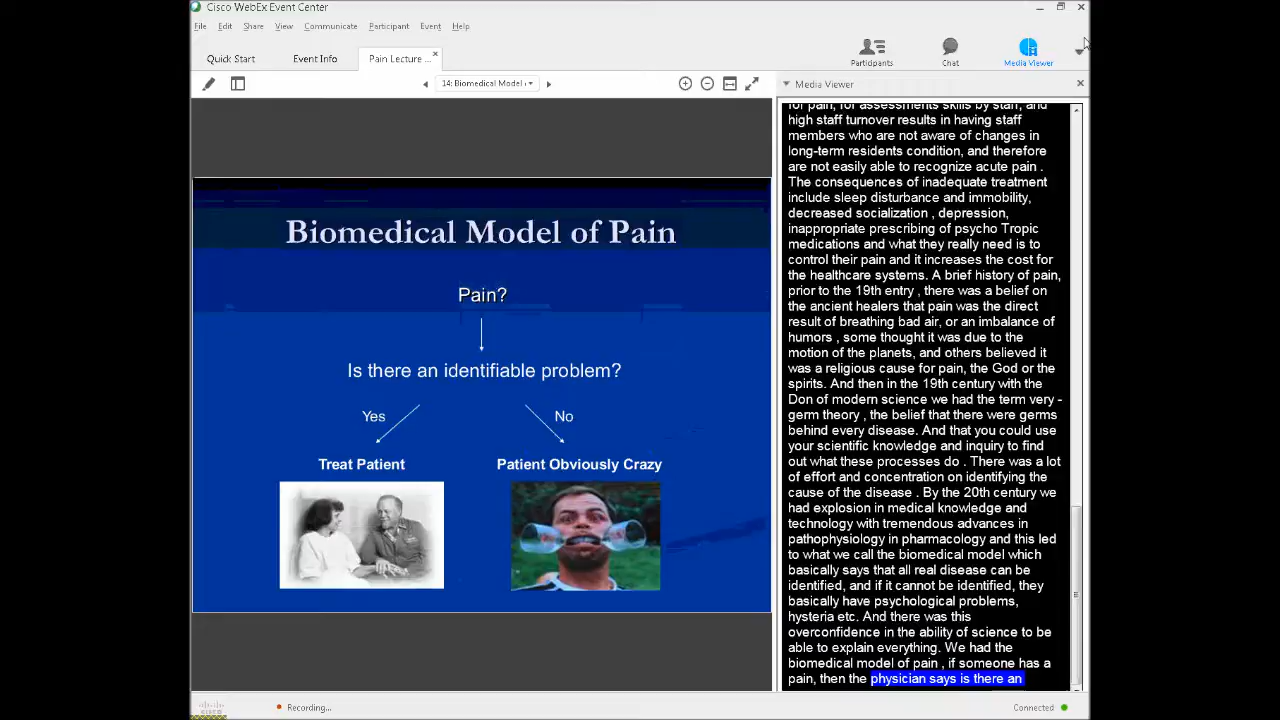 Cisco WebEx Event Center
File Edit Share View Communicate Participant Event Help
Quick Start Event Info Pain Lecture ...
Participants Chat Media Viewer
14: Biomedical Model
Media Viewer
Biomedical Model of Pain
Pain?
Is there an identifiable problem?
Yes No
Treat Patient Patient Obviously Crazy
for pain, for assessments skills by staff, and
high staff turnover results in having staff
members who are not aware of changes in
long-term residents condition, and therefore
are not easily able to recognize acute pain .
The consequences of inadequate treatment
include sleep disturbance and immobility,
decreased socialization , depression,
inappropriate prescribing of psycho Tropic
medications and what they really need is to
control their pain and it increases the cost for
the healthcare systems. A brief history of pain,
prior to the 19th entry , there was a belief on
the ancient healers that pain was the direct
result of breathing bad air, or an imbalance of
humors , some thought it was due to the
motion of the planets, and others believed it
was a religious cause for pain, the God or the
spirits. And then in the 19th century with the
Don of modern science we had the term very -
germ theory , the belief that there were germs
behind every disease. And that you could use
your scientific knowledge and inquiry to find
out what these processes do . There was a lot
of effort and concentration on identifying the
cause of the disease . By the 20th century we
had explosion in medical knowledge and
technology with tremendous advances in
pathophysiology in pharmacology and this led
to what we call the biomedical model which
basically says that all real disease can be
identified, and if it cannot be identified, they
basically have psychological problems,
hysteria etc. And there was this
overconfidence in the ability of science to be
able to explain everything. We had the
biomedical model of pain , if someone has a
pain, then the physician says is there an
Recording... Connected
CISCO